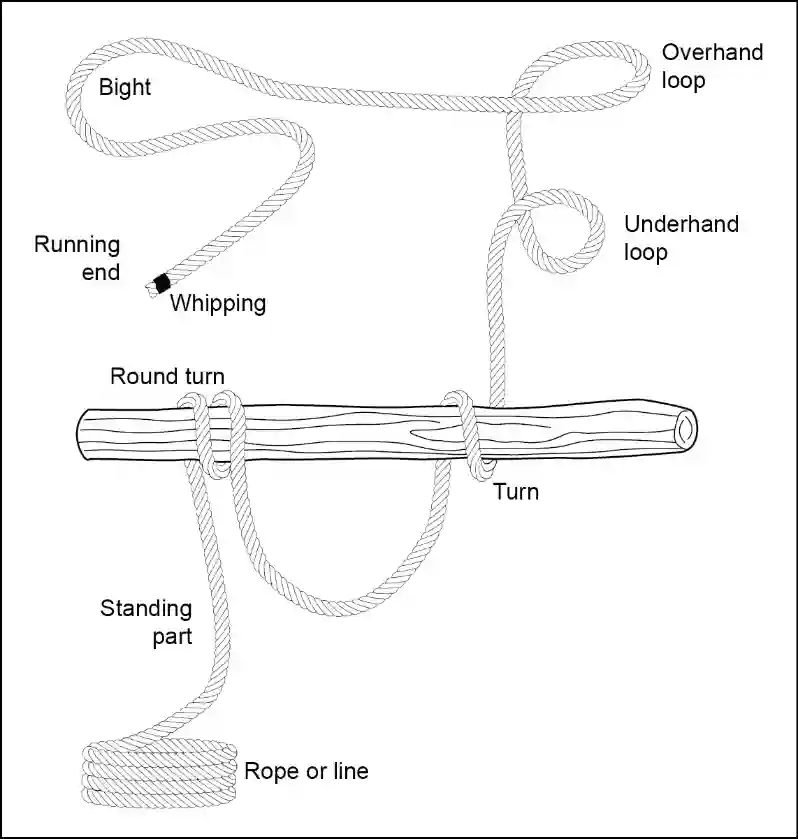 Overhand
loop
Bight
Underhand
loop
Running
end
Whipping
Round turn
Turn
Standing
part
Rope or line